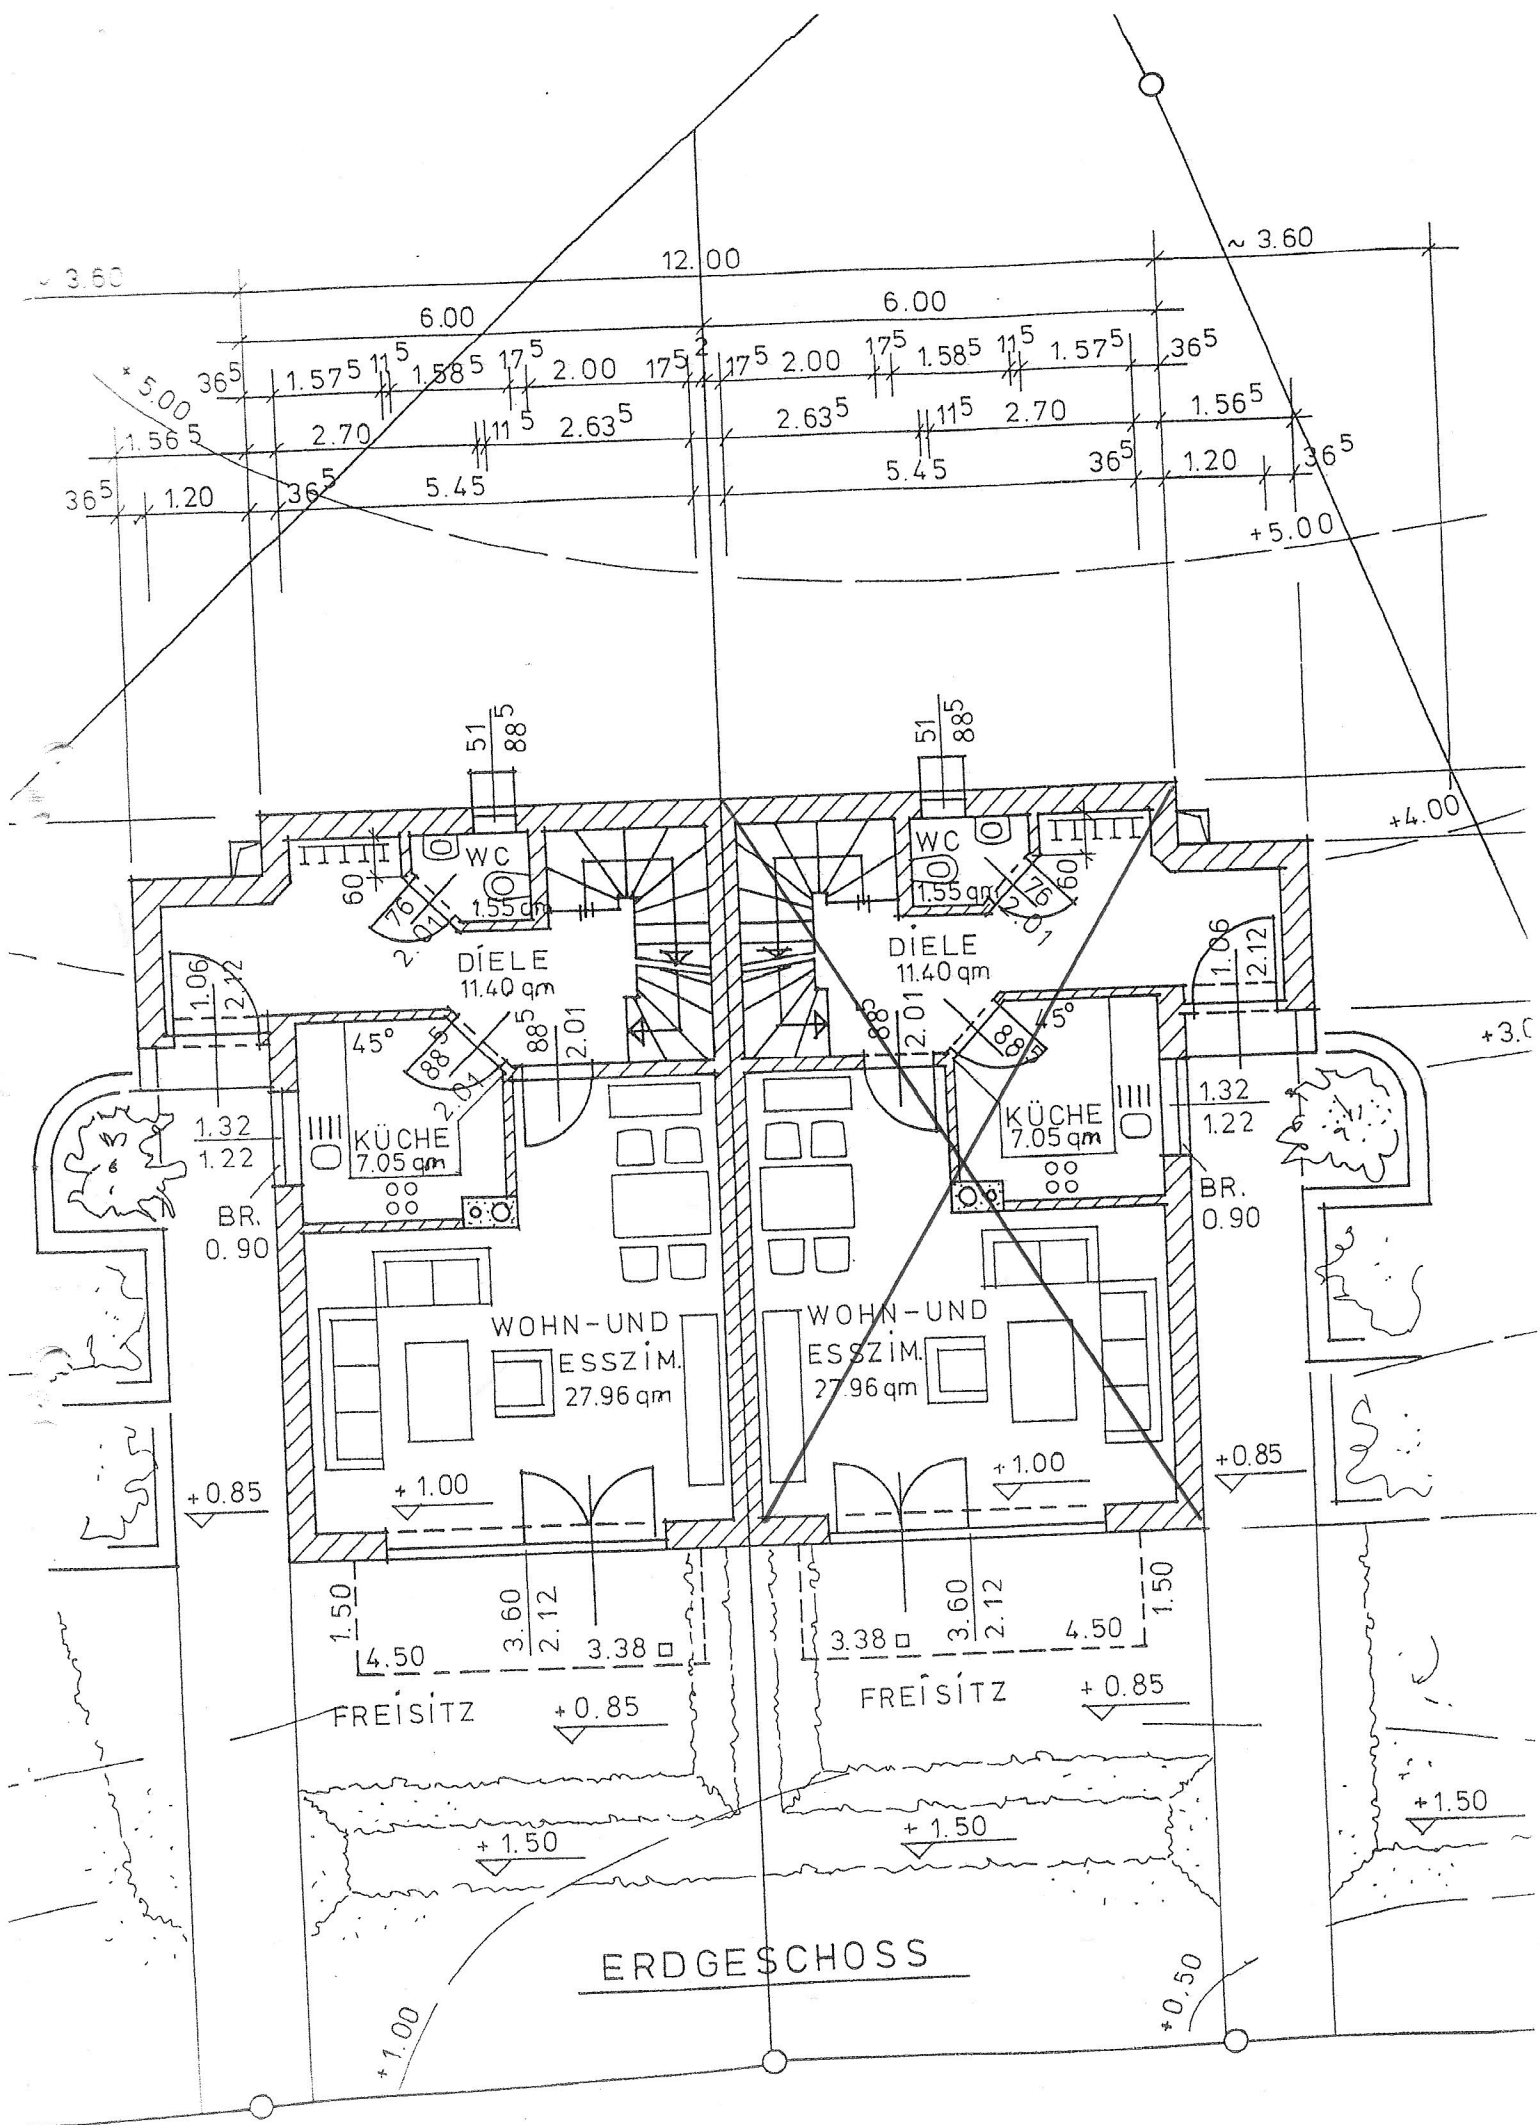 ~ 3.60
12.00
~ 3.60
6.00
6.00
36⁵ 1.57⁵ 11⁵ 1.58⁵ 17⁵ 2.00 17⁵ 2 17⁵ 2.00 17⁵ 1.58⁵ 11⁵ 1.57⁵ 36⁵
+5.00
1.56⁵ 2.70 11⁵ 2.63⁵ 2.63⁵ 11⁵ 2.70 1.56⁵
36⁵ 1.20 36⁵ 5.45 5.45 36⁵ 1.20 36⁵
+5.00
51
88⁵
51
88⁵
+4.00
60
WC
1.55 qm
76
2.01
WC
1.55 qm
76
2.01
60
DIELE
11.40 qm
DIELE
11.40 qm
1.06
2.12
1.06
2.12
45°
88⁵
2.01
88⁵
2.01
88⁵
2.01
45°
88⁵
+3.0
1.32
1.22
KÜCHE
7.05 qm
KÜCHE
7.05 qm
1.32
1.22
BR.
0.90
BR.
0.90
WOHN-UND
ESSZIM.
27.96 qm
WOHN-UND
ESSZIM.
27.96 qm
+0.85
+1.00
+1.00
+0.85
1.50
4.50
3.60
2.12
3.38
3.38
3.60
2.12
4.50
1.50
FREISITZ
+0.85
FREISITZ
+0.85
+1.50
+1.50
+1.50
ERDGESCHOSS
+1.00
+0.50